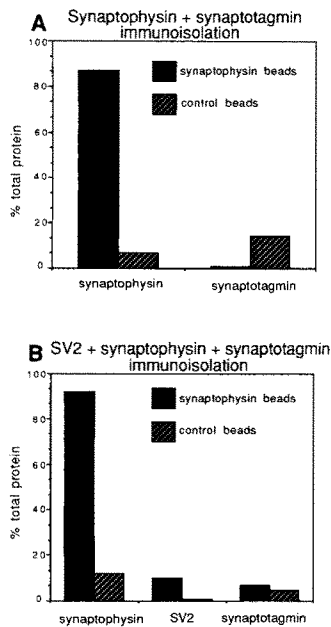 A Synaptophysin + synaptotagmin
immunoisolation
100
80
60
40
20
0
% total protein
synaptophysin beads
control beads
synaptophysin synaptotagmin
B SV2 + synaptophysin + synaptotagmin
immunoisolation
100
80
60
40
20
0
% total protein
synaptophysin beads
control beads
synaptophysin SV2 synaptotagmin